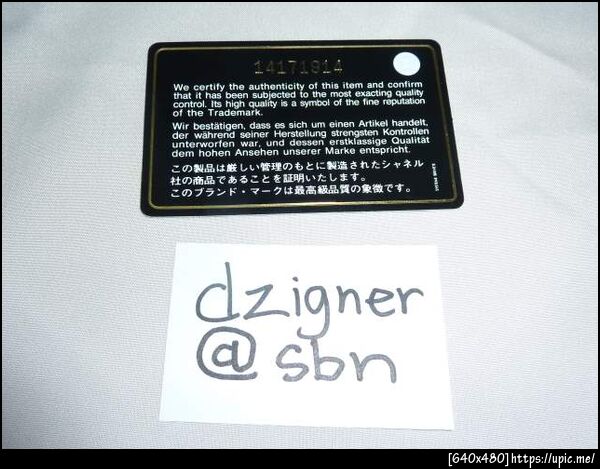 14171914
We certify the authenticity of this item and confirm
that it has been subjected to the most exacting quality
control. Its high quality is a symbol of the fine reputation
of the Trademark.
Wir bestätigen, dass es sich um einen Artikel handelt,
der während seiner Herstellung strengsten Kontrollen
unterworfen war, und dessen erstklassige Qualität
dem hohen Ansehen unserer Marke entspricht.
この製品は厳しい管理のもとに製造されたシャネル
社の商品であることを証明いたします。
このブランド・マークは最高級品質の象徴です。
dzigner
@ sbn
[640x480]https://upic.me/